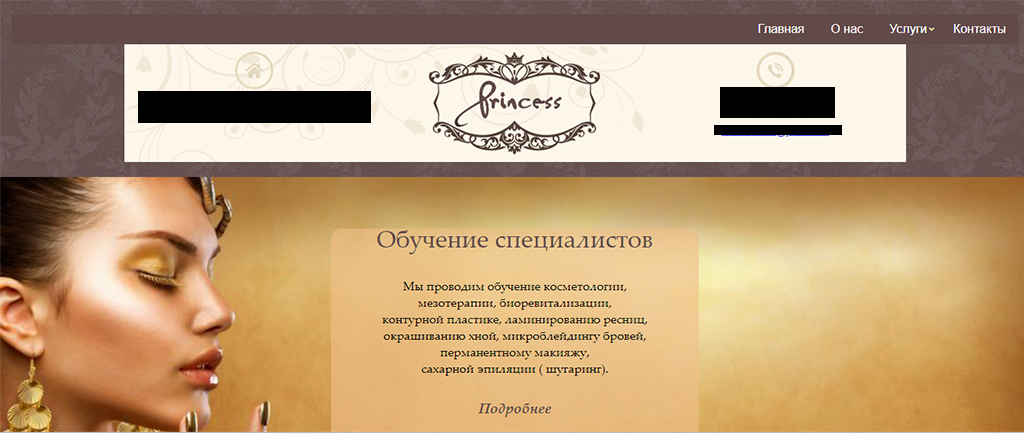 Главная О нас Услуги Контакты
Princess
Обучение специалистов
Мы проводим обучение косметологии,
мезотерапии, биоревитализации,
контурной пластике, ламинированию ресниц,
окрашиванию хной, микроблейдингу бровей,
перманентному макияжу,
сахарной эпиляции ( шугаринг).
Подробнее